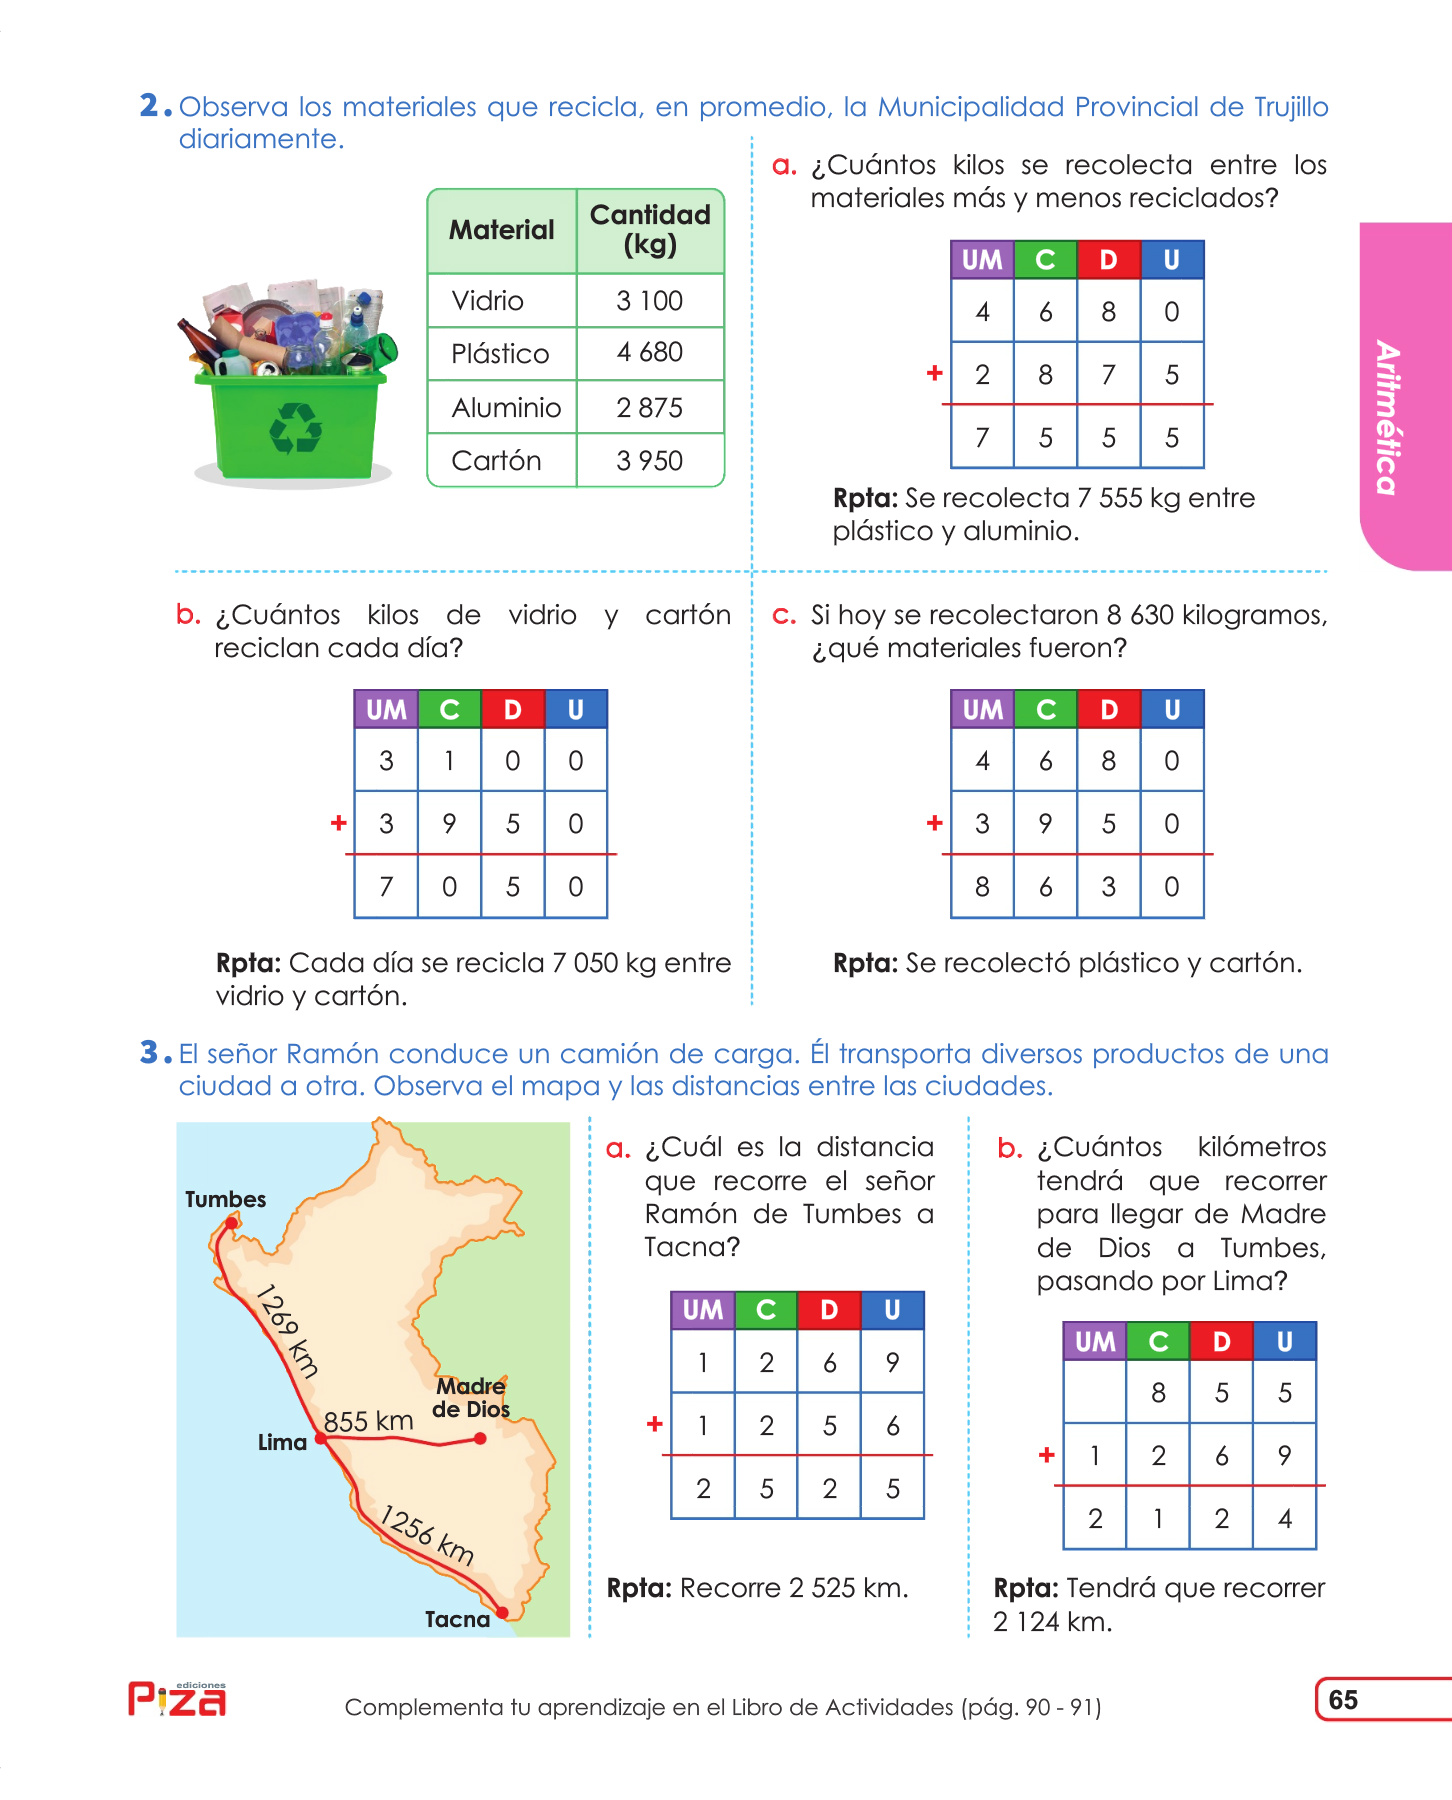 2. Observa los materiales que recicla, en promedio, la Municipalidad Provincial de Trujillo
diariamente.
Material Cantidad
(kg)
Vidrio 3 100
Plástico 4 680
Aluminio 2 875
Cartón 3 950
a. ¿Cuántos kilos se recolecta entre los
materiales más y menos reciclados?
UM C D U
4 6 8 0
+ 2 8 7 5
7 5 5 5
Rpta: Se recolecta 7 555 kg entre
plástico y aluminio.
Aritmética
b. ¿Cuántos kilos de vidrio y cartón
reciclan cada día?
UM C D U
3 1 0 0
+ 3 9 5 0
7 0 5 0
Rpta: Cada día se recicla 7 050 kg entre
vidrio y cartón.
c. Si hoy se recolectaron 8 630 kilogramos,
¿qué materiales fueron?
UM C D U
4 6 8 0
+ 3 9 5 0
8 6 3 0
Rpta: Se recolectó plástico y cartón.
3. El señor Ramón conduce un camión de carga. Él transporta diversos productos de una
ciudad a otra. Observa el mapa y las distancias entre las ciudades.
Tumbes
1269 km
Madre
de Dios
855 km
Lima
1256 km
Tacna
a. ¿Cuál es la distancia
que recorre el señor
Ramón de Tumbes a
Tacna?
UM C D U
1 2 6 9
+ 1 2 5 6
2 5 2 5
Rpta: Recorre 2 525 km.
b. ¿Cuántos kilómetros
tendrá que recorrer
para llegar de Madre
de Dios a Tumbes,
pasando por Lima?
UM C D U
8 5 5
+ 1 2 6 9
2 1 2 4
Rpta: Tendrá que recorrer
2 124 km.
ediciones
Piza
Complementa tu aprendizaje en el Libro de Actividades (pág. 90 - 91)
65